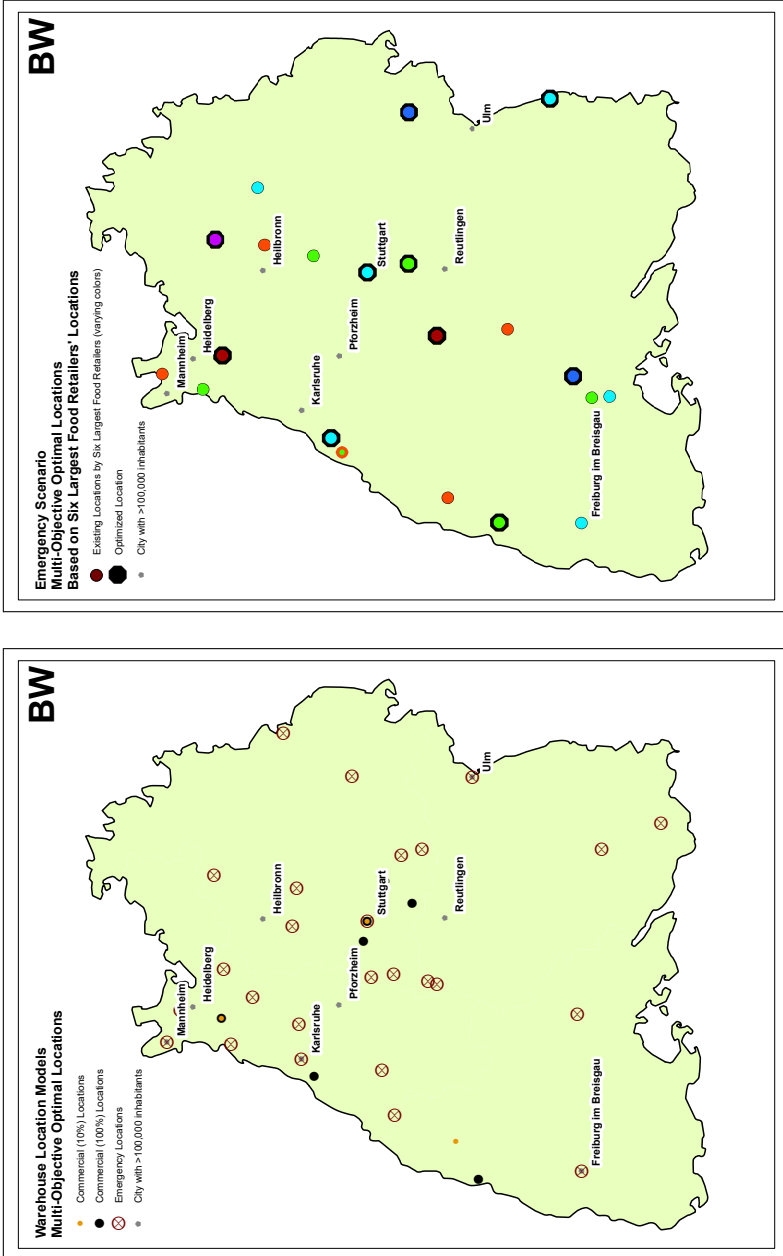 Warehouse Location Models
Multi-Objective Optimal Locations
Commercial (10%) Locations
Commercial (100%) Locations
Emergency Locations
City with >100,000 inhabitants
BW
Mannheim
Heidelberg
Heilbronn
Karlsruhe
Pforzheim
Stuttgart
Reutlingen
Ulm
Freiburg im Breisgau
Emergency Scenario
Multi-Objective Optimal Locations
Based on Six Largest Food Retailers' Locations
Existing Locations by Six Largest Food Retailers (varying colors)
Optimized Location
City with >100,000 inhabitants
BW
Mannheim
Heidelberg
Heilbronn
Karlsruhe
Pforzheim
Stuttgart
Reutlingen
Ulm
Freiburg im Breisgau